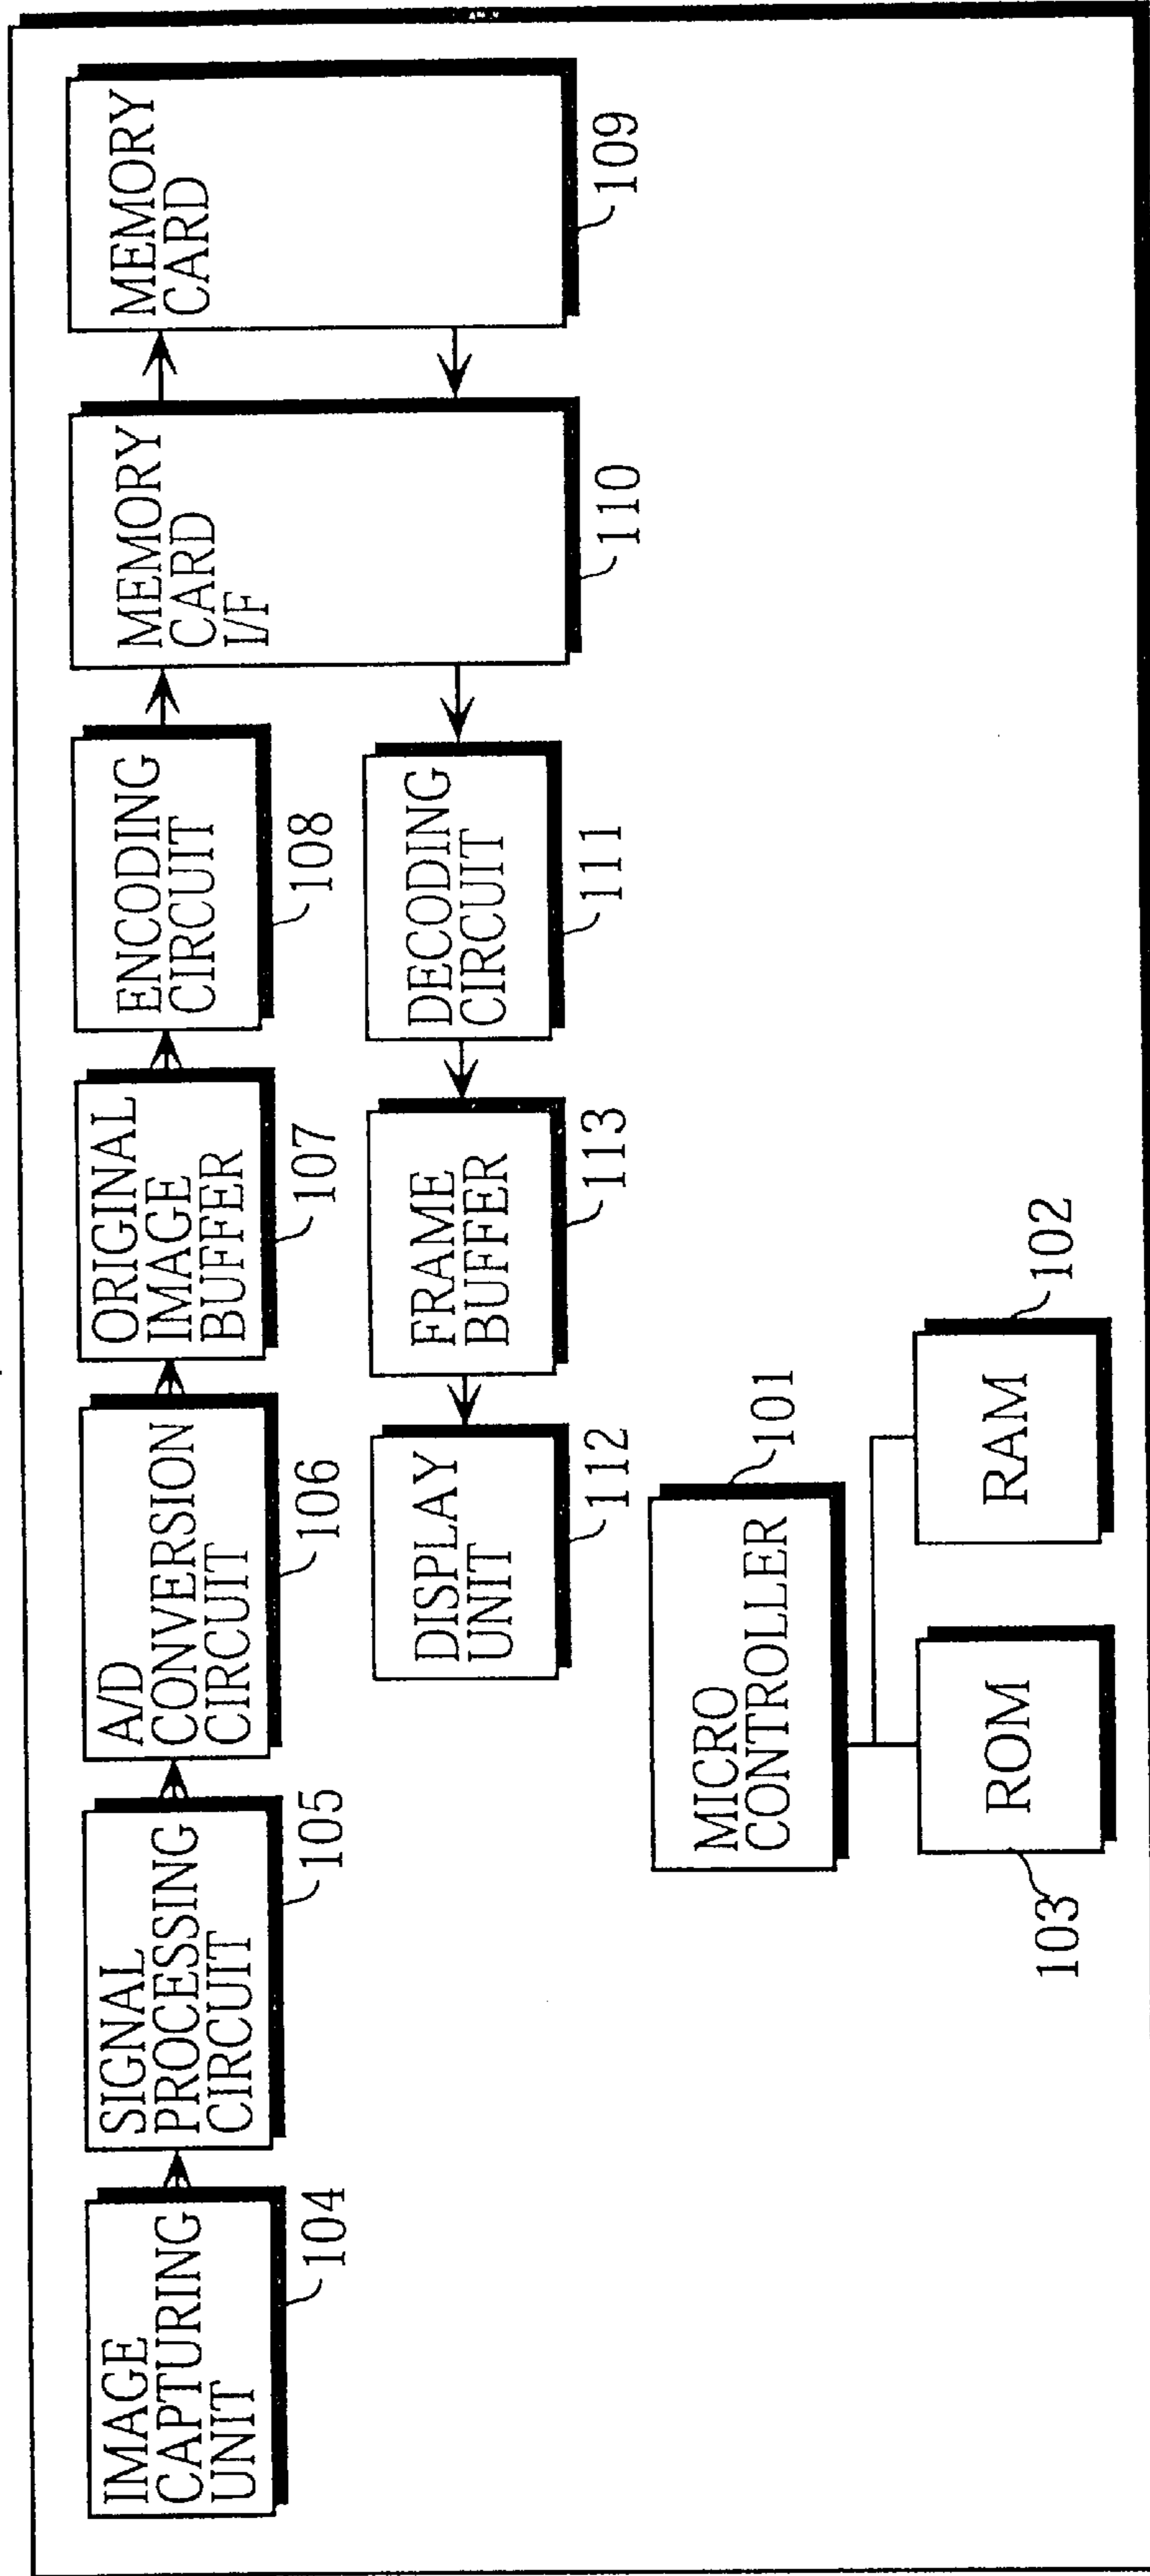 IMAGE
CAPTURING
UNIT
104
SIGNAL
PROCESSING
CIRCUIT
105
A/D
CONVERSION
CIRCUIT
106
ORIGINAL
IMAGE
BUFFER
107
ENCODING
CIRCUIT
108
MEMORY
CARD
I/F
110
MEMORY
CARD
109
DISPLAY
UNIT
112
FRAME
BUFFER
113
DECODING
CIRCUIT
111
MICRO
CONTROLLER
101
ROM
103
RAM
102